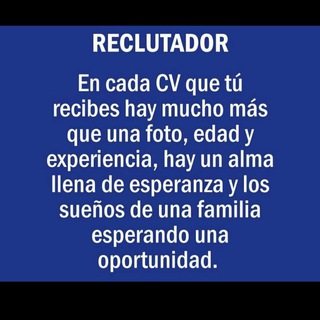 RECLUTADOR
En cada CV que tú
recibes hay mucho más
que una foto, edad y
experiencia, hay un alma
llena de esperanza y los
sueños de una familia
esperando una
oportunidad.